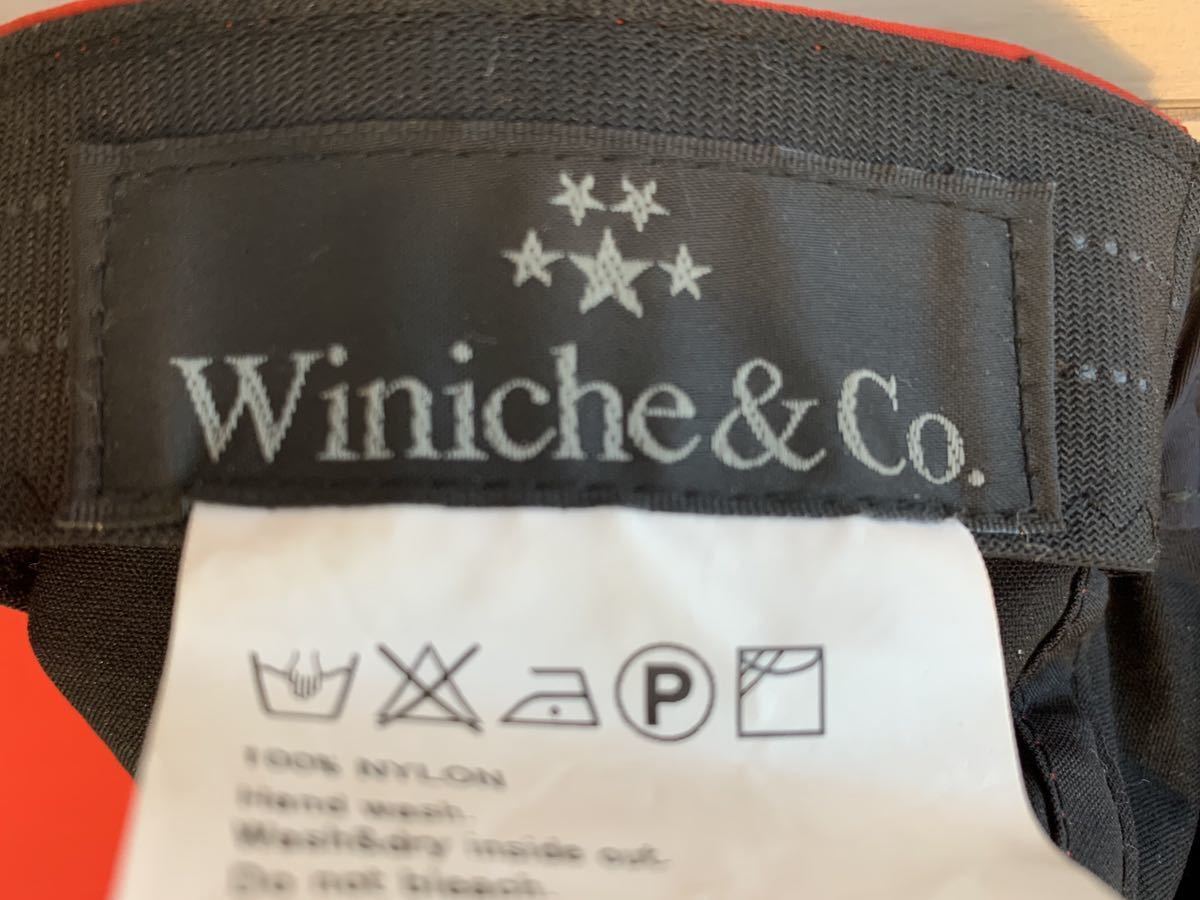 Winiche & Co.
P
100% NYLON
Hand wash.
Wash&dry inside out.
Do not bleach.